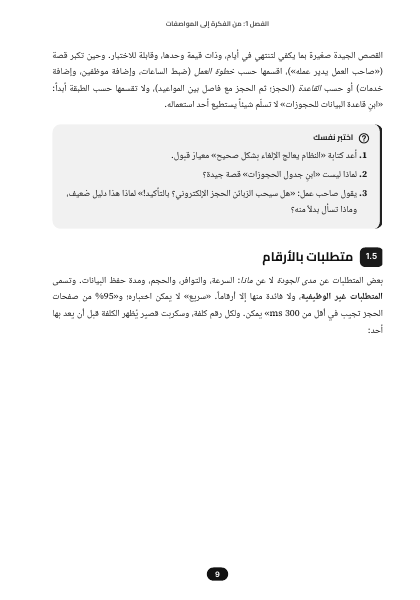 الفصل 1: من الفكرة إلى المواصفات
القصص الجيدة صغيرة بما يكفي لتنتهي في أيام، وذات قيمة وحدها، وقابلة للاختبار. وحين تكبر قصة
(«صاحب العمل يدير عمله»)، اقسمها حسب خطوة العمل (ضبط الساعات، وإضافة موظفين، وإضافة
خدمات) أو حسب القاعدة (الحجز؛ ثم الحجز مع فاصل بين المواعيد)، ولا تقسمها حسب الطبقة أبداً:
«ابنِ قاعدة البيانات للحجوزات» لا تسلّم شيئاً يستطيع أحد استعماله.
اختبر نفسك
1. أعد كتابة «النظام يعالج الإلغاء بشكل صحيح» معيارَ قبول.
2. لماذا ليست «ابنِ جدول الحجوزات» قصة جيدة؟
3. يقول صاحب عمل: «هل سيحب الزبائن الحجز الإلكتروني؟ بالتأكيد!» لماذا هذا دليل ضعيف،
وماذا تسأل بدلاً منه؟
1.5 متطلبات بالأرقام
بعض المتطلبات عن مدى الجودة لا عن ماذا: السرعة، والتوافر، والحجم، ومدة حفظ البيانات. وتسمى
المتطلبات غير الوظيفية، ولا فائدة منها إلا أرقاماً. «سريع» لا يمكن اختباره؛ و«95% من صفحات
الحجز تجيب في أقل من 300 ms» يمكن. ولكل رقم كلفة، وسكربت قصير يُظهر الكلفة قبل أن يعد بها
أحد:
9